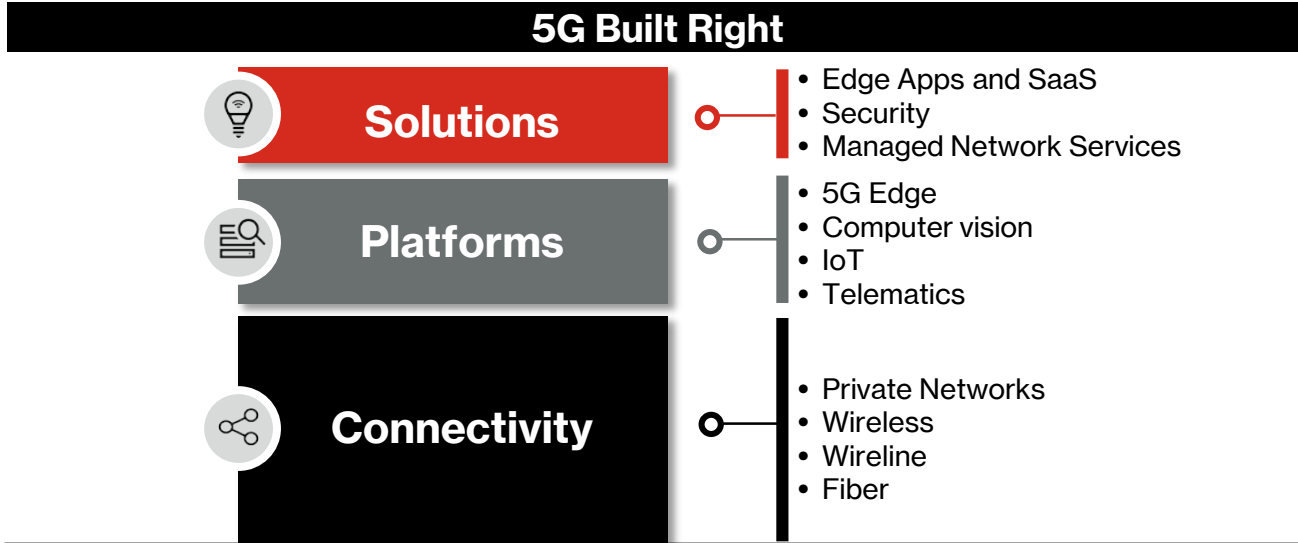 5G Built Right
Solutions
• Edge Apps and SaaS
• Security
• Managed Network Services
Platforms
• 5G Edge
• Computer vision
• IoT
• Telematics
Connectivity
• Private Networks
• Wireless
• Wireline
• Fiber